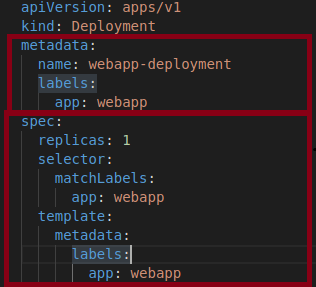 apiVersion: apps/v1
kind: Deployment
metadata:
  name: webapp-deployment
  labels:
    app: webapp
spec:
  replicas: 1
  selector:
    matchLabels:
      app: webapp
  template:
    metadata:
      labels:
        app: webapp